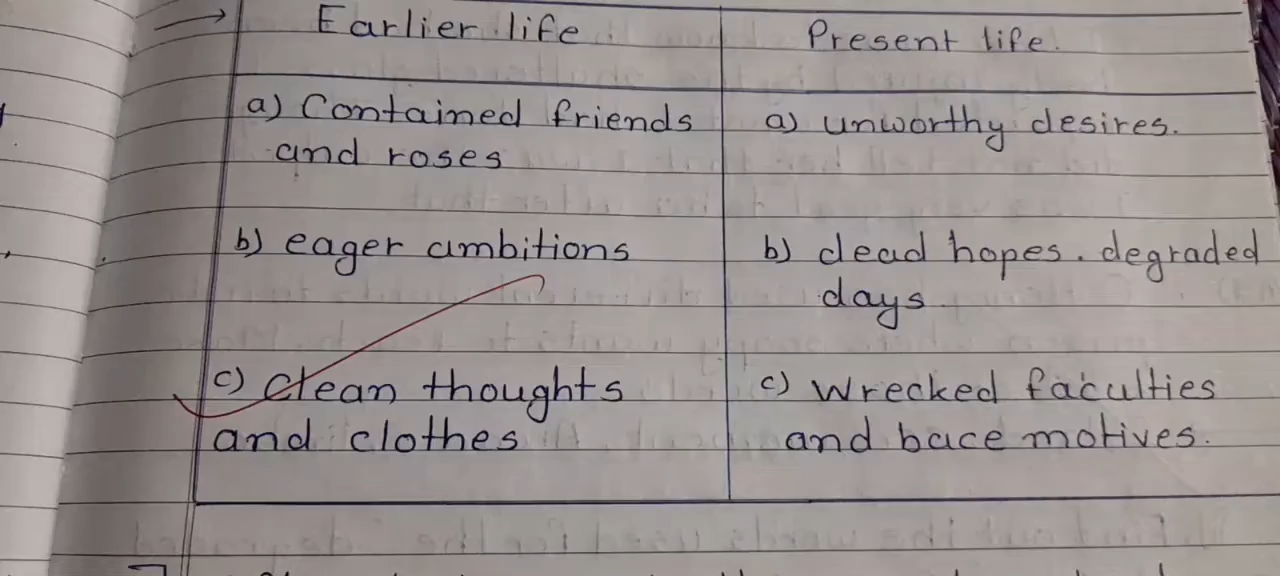 Earlier life
Present life.
a) Contained friends
and roses
a) unworthy desires.
b) eager ambitions
b) dead hopes. degraded
days
c) clean thoughts
and clothes
c) Wrecked faculties
and bace motives.